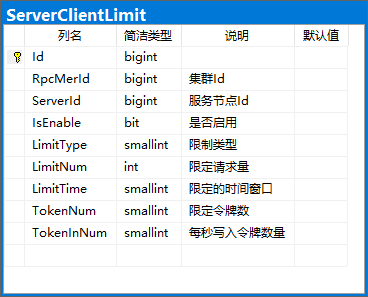 ServerClientLimit
列名 简洁类型 说明 默认值
Id bigint
RpcMerId bigint 集群Id
ServerId bigint 服务节点Id
IsEnable bit 是否启用
LimitType smallint 限制类型
LimitNum int 限定请求量
LimitTime smallint 限定的时间窗口
TokenNum smallint 限定令牌数
TokenInNum smallint 每秒写入令牌数量